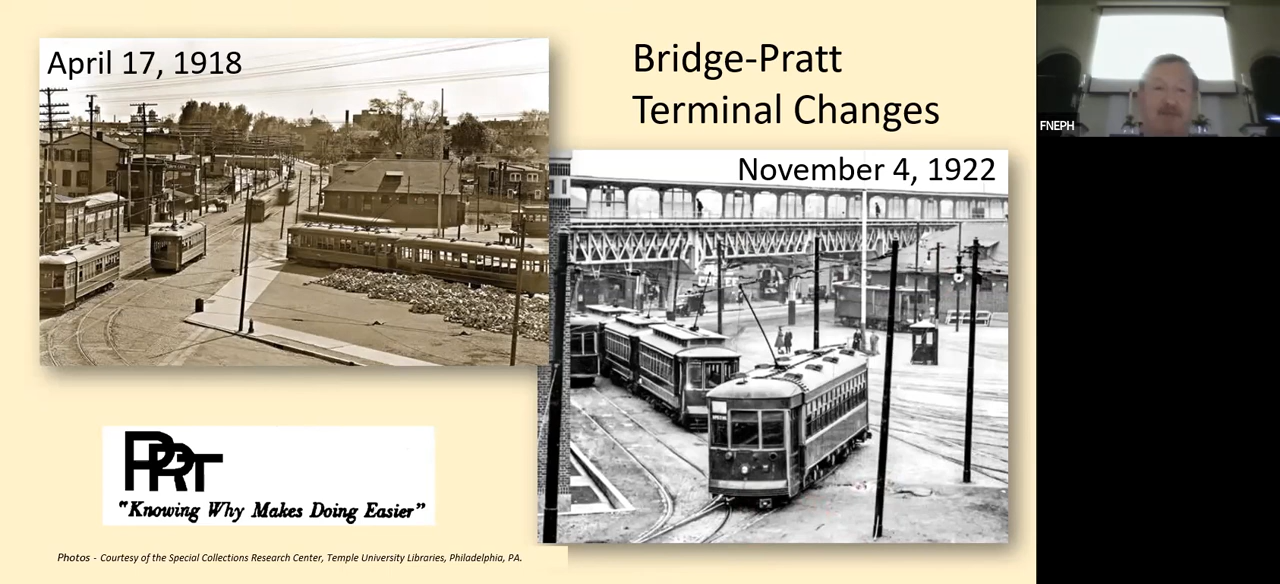 April 17, 1918
Bridge-Pratt
Terminal Changes
November 4, 1922
FNEPH
PRT
"Knowing Why Makes Doing Easier"
Photos - Courtesy of the Special Collections Research Center, Temple University Libraries, Philadelphia, PA.